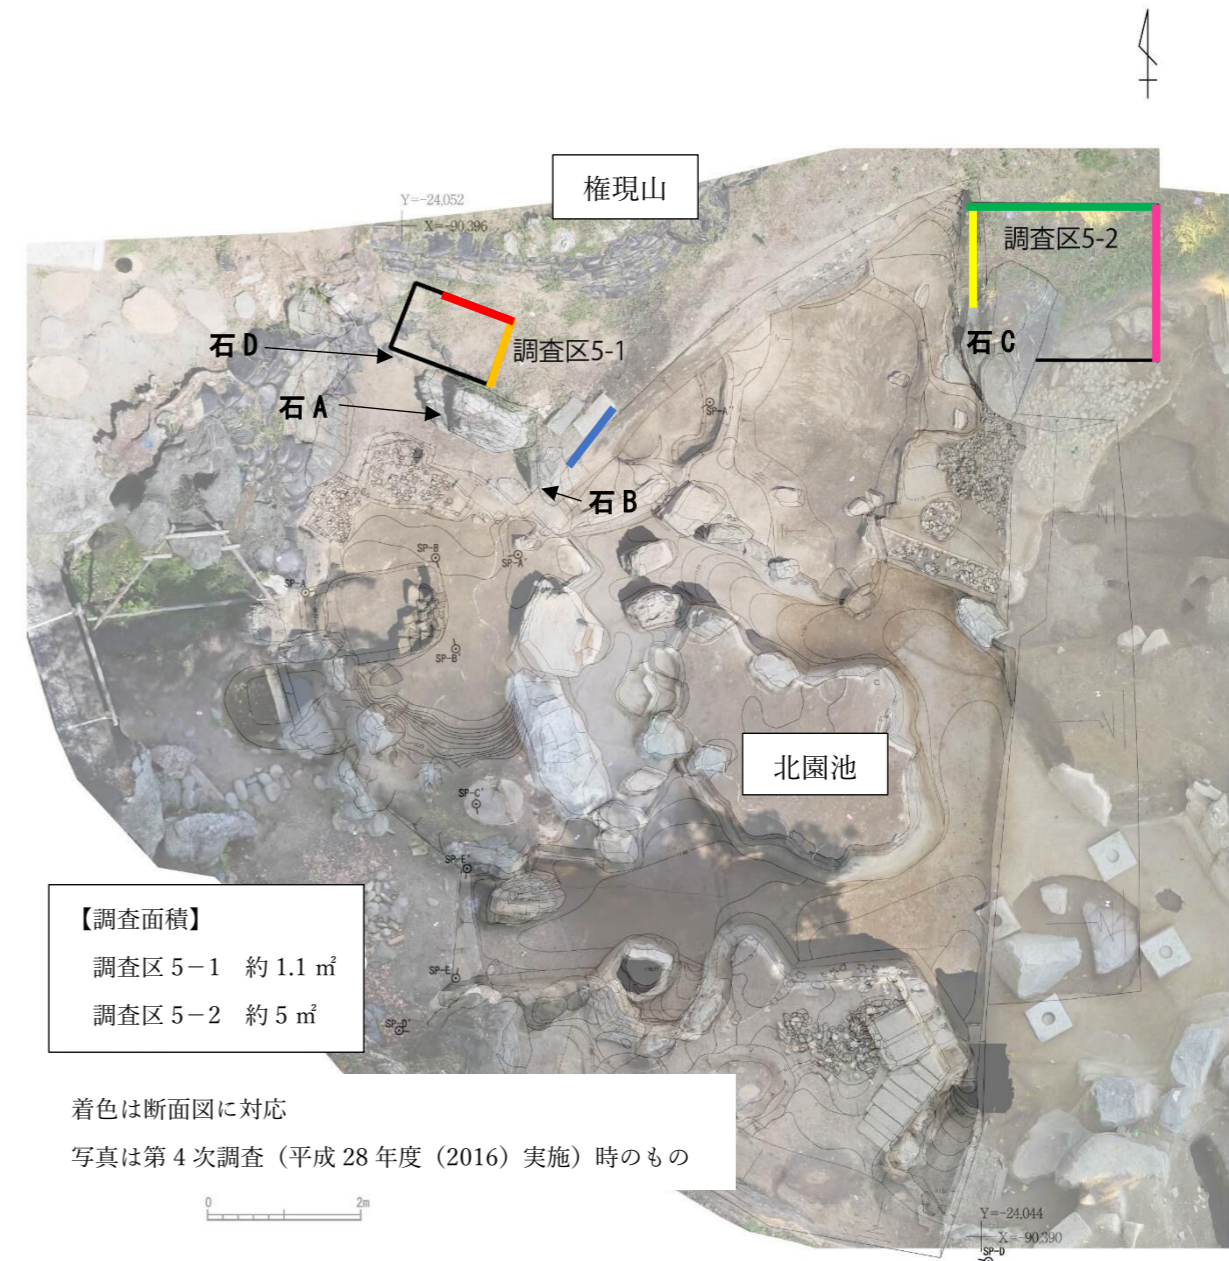 権現山
Y=-24,052
X=-90,396
調査区5-2
石D
調査区5-1
石C
石A
SP-A''
石B
SP-B
SP-A'
SP-A
SP-B'
北園池
SP-C'
SP-E'
【調査面積】
調査区 5－1　約 1.1 ㎡
調査区 5－2　約 5 ㎡
SP-E
SP-D'
着色は断面図に対応
写真は第 4 次調査（平成 28 年度（2016）実施）時のもの
0 2m
Y=-24,044
X=-90,390
SP-D